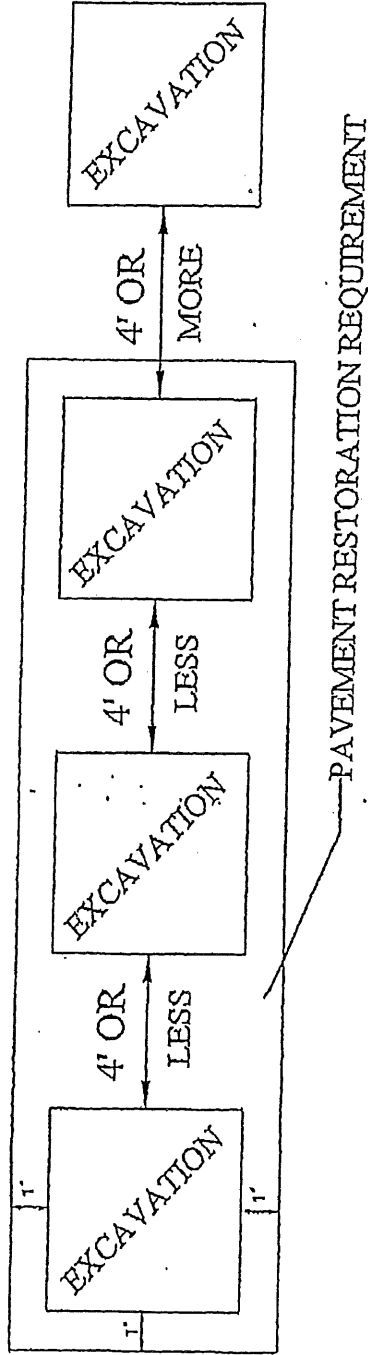 1'
EXCAVATION
1'
1'
4' OR
LESS
EXCAVATION
4' OR
LESS
EXCAVATION
4' OR
MORE
EXCAVATION
PAVEMENT RESTORATION REQUIREMENT